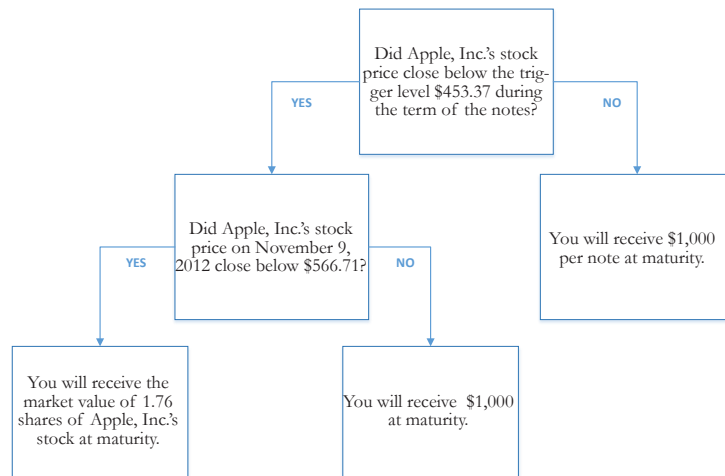 Did Apple, Inc.'s stock
price close below the trig-
ger level $453.37 during
the term of the notes?
YES
NO
Did Apple, Inc.'s stock
price on November 9,
2012 close below $566.71?
You will receive $1,000
per note at maturity.
YES
NO
You will receive the
market value of 1.76
shares of Apple, Inc.'s
stock at maturity.
You will receive $1,000
at maturity.